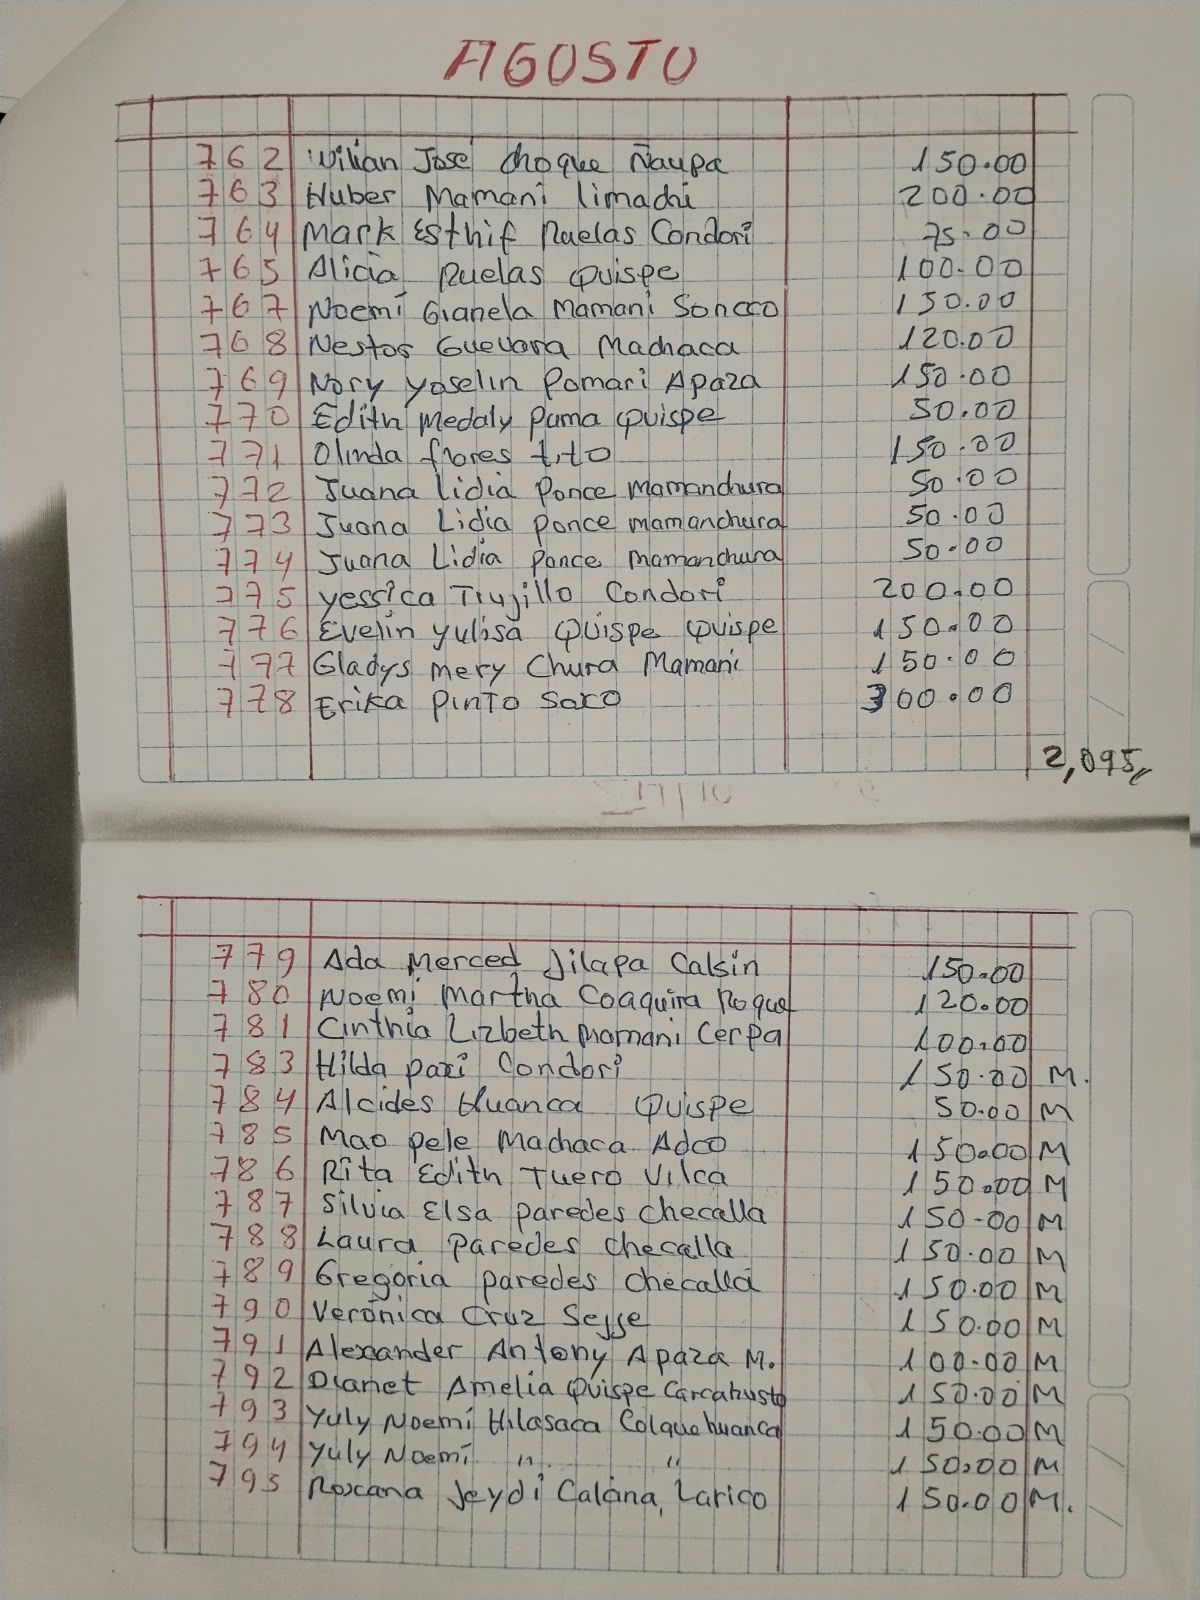 AGOSTO
762 Wilian José Choque Ñaupa 150.00
763 Huber Mamani limachi 200.00
764 Mark Esthif Ruelas Condori 75.00
765 Alicia Ruelas Quispe 100.00
767 Noemí Gianela Mamani Soncco 150.00
768 Nestor Guevara Machaca 120.00
769 Nory yoselin Pomari Apaza 150.00
770 Edith Medaly Puma Quispe 50.00
771 Olinda flores tito 150.00
772 Juana Lidia Ponce Mamanchura 50.00
773 Juana Lidia Ponce mamanchura 50.00
774 Juana Lidia Ponce Mamanchura 50.00
775 yessica Trujillo Condori 200.00
776 Evelin yulisa Quispe Quispe 150.00
777 Gladys mery Chura Mamani 150.00
778 Erika Pinto Saco 300.00
2,095
779 Ada Merced Jilapa Calsin 150.00
780 Noemi Martha Coaquira Roque 120.00
781 Cinthia Lizbeth Mamani Cerpa 100.00
783 Hilda pari Condori 150.00 M.
784 Alcides Huanca Quispe 50.00 M
785 Mao pele Machaca Adco 150.00 M
786 Rita Edith Tuero Vilca 150.00 M
787 Silvia Elsa paredes checalla 150.00 M
788 Laura paredes checalla 150.00 M
789 Gregoria paredes checalla 150.00 M
790 Verónica Cruz Seje 150.00 M
791 Alexander Antony Apaza M. 100.00 M
792 Dianet Amelia Quispe Carcahusto 150.00 M
793 Yuly Noemí Hilasaca Colquehuanca 150.00 M
794 Yuly Noemí " " 150.00 M
795 Roxana Jeydi Calana Larico 150.00 M.